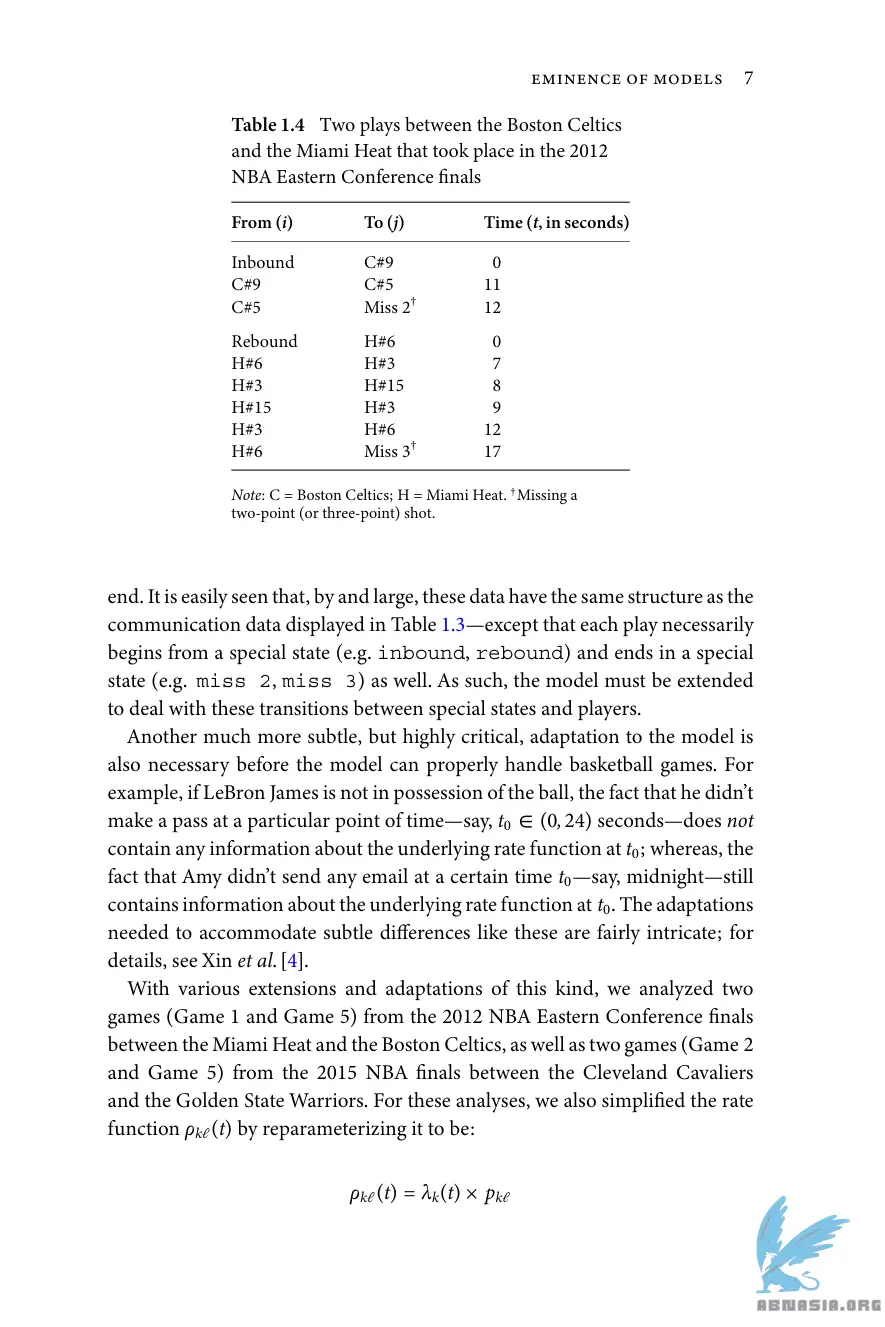 EMINENCE OF MODELS 7
Table 1.4 Two plays between the Boston Celtics
and the Miami Heat that took place in the 2012
NBA Eastern Conference finals
From (i) To (j) Time (t, in seconds)
Inbound C#9 0
C#9 C#5 11
C#5 Miss 2† 12
Rebound H#6 0
H#6 H#3 7
H#3 H#15 8
H#15 H#3 9
H#3 H#6 12
H#6 Miss 3† 17
Note: C = Boston Celtics; H = Miami Heat. †Missing a
two-point (or three-point) shot.
end. It is easily seen that, by and large, these data have the same structure as the
communication data displayed in Table 1.3—except that each play necessarily
begins from a special state (e.g. inbound, rebound) and ends in a special
state (e.g. miss 2, miss 3) as well. As such, the model must be extended
to deal with these transitions between special states and players.
Another much more subtle, but highly critical, adaptation to the model is
also necessary before the model can properly handle basketball games. For
example, if LeBron James is not in possession of the ball, the fact that he didn't
make a pass at a particular point of time—say, t₀ ∈ (0, 24) seconds—does not
contain any information about the underlying rate function at t₀; whereas, the
fact that Amy didn't send any email at a certain time t₀—say, midnight—still
contains information about the underlying rate function at t₀. The adaptations
needed to accommodate subtle differences like these are fairly intricate; for
details, see Xin et al. [4].
With various extensions and adaptations of this kind, we analyzed two
games (Game 1 and Game 5) from the 2012 NBA Eastern Conference finals
between the Miami Heat and the Boston Celtics, as well as two games (Game 2
and Game 5) from the 2015 NBA finals between the Cleveland Cavaliers
and the Golden State Warriors. For these analyses, we also simplified the rate
function ρkℓ(t) by reparameterizing it to be:
ρkℓ(t) = λk(t) × pkℓ
ABNASIA.ORG